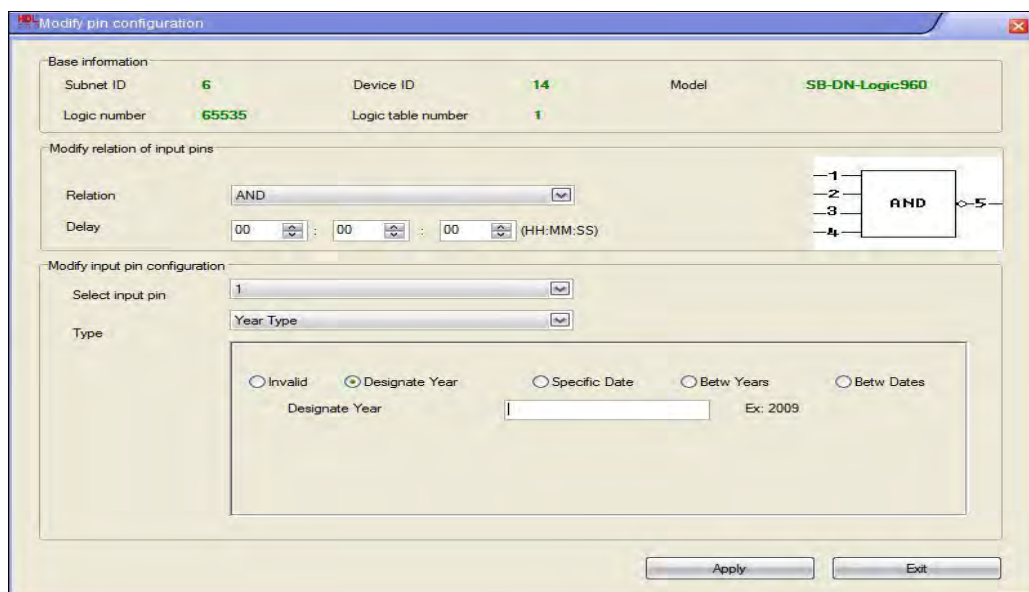 HDL Modify pin configuration
Base information
Subnet ID 6 Device ID 14 Model SB-DN-Logic960
Logic number 65535 Logic table number 1
Modify relation of input pins
Relation AND
Delay 00 : 00 : 00 (HH:MM:SS)
1
2
3
4
AND
5
Modify input pin configuration
Select input pin 1
Type Year Type
Invalid Designate Year Specific Date Betw Years Betw Dates
Designate Year Ex: 2009
Apply Exit